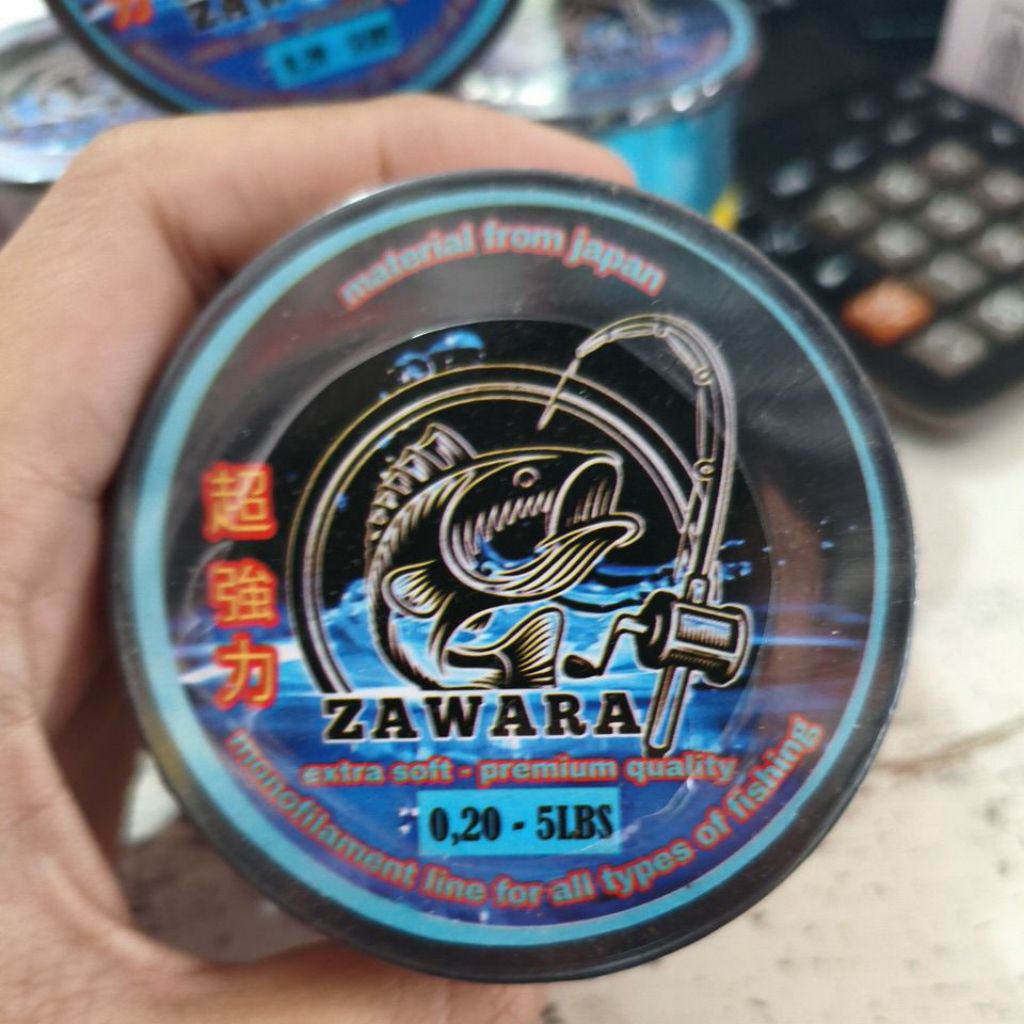 ZAWA
material from japan
超
強
力
ZAWARA
extra soft - premium quality
0,20 - 5LBS
monofilament line for all types of fishing